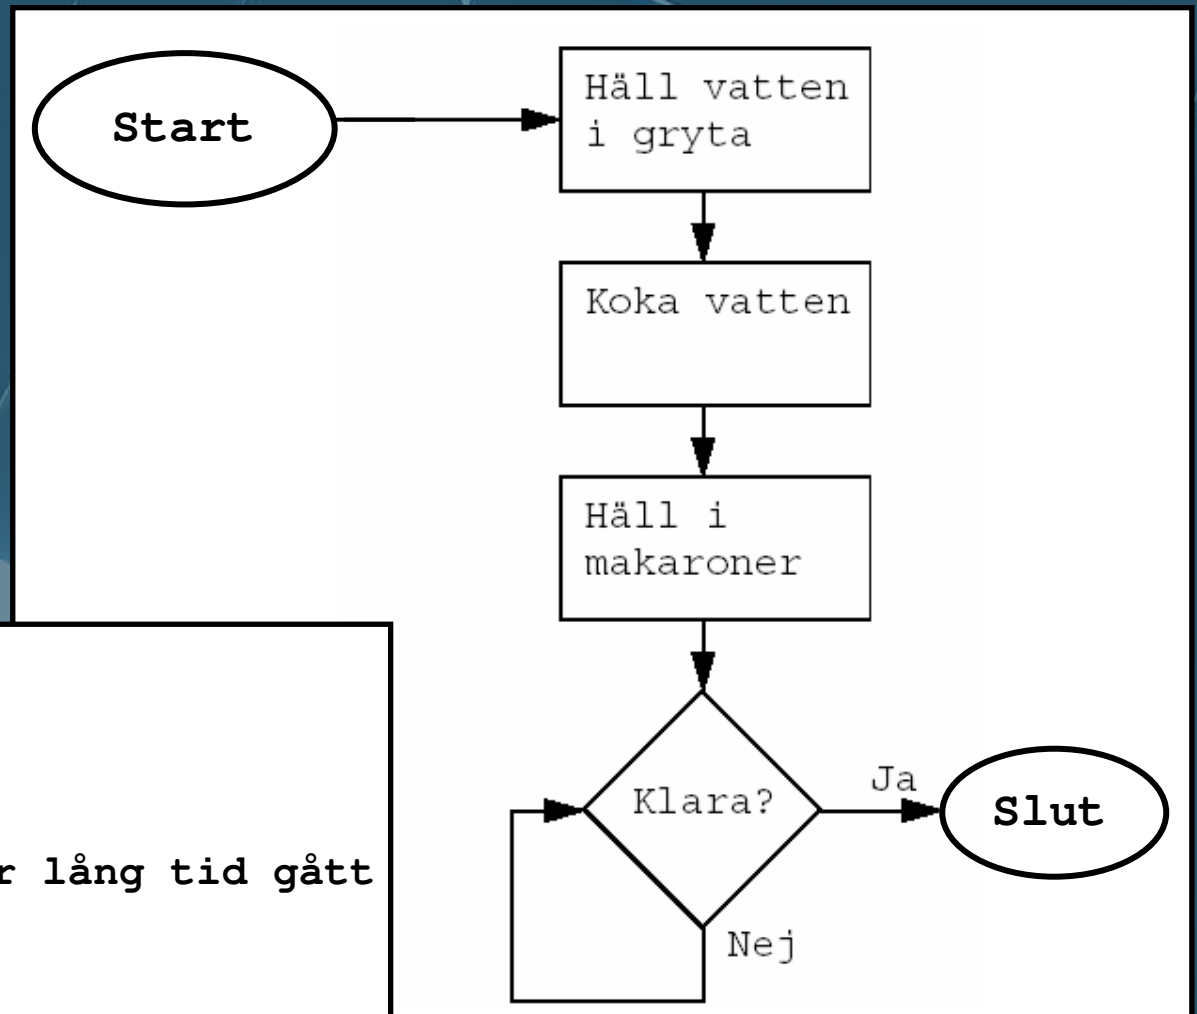 Start
Häll vatten
i gryta
Koka vatten
Häll i
makaroner
Klara?
Ja
Slut
Nej
lång tid gått